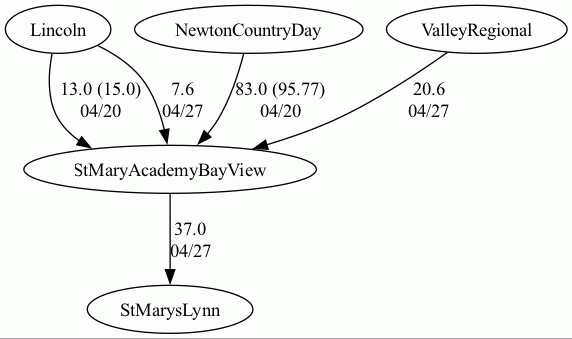 Lincoln
NewtonCountryDay
ValleyRegional
13.0 (15.0)
04/20
7.6
04/27
83.0 (95.77)
04/20
20.6
04/27
StMaryAcademyBayView
37.0
04/27
StMarysLynn